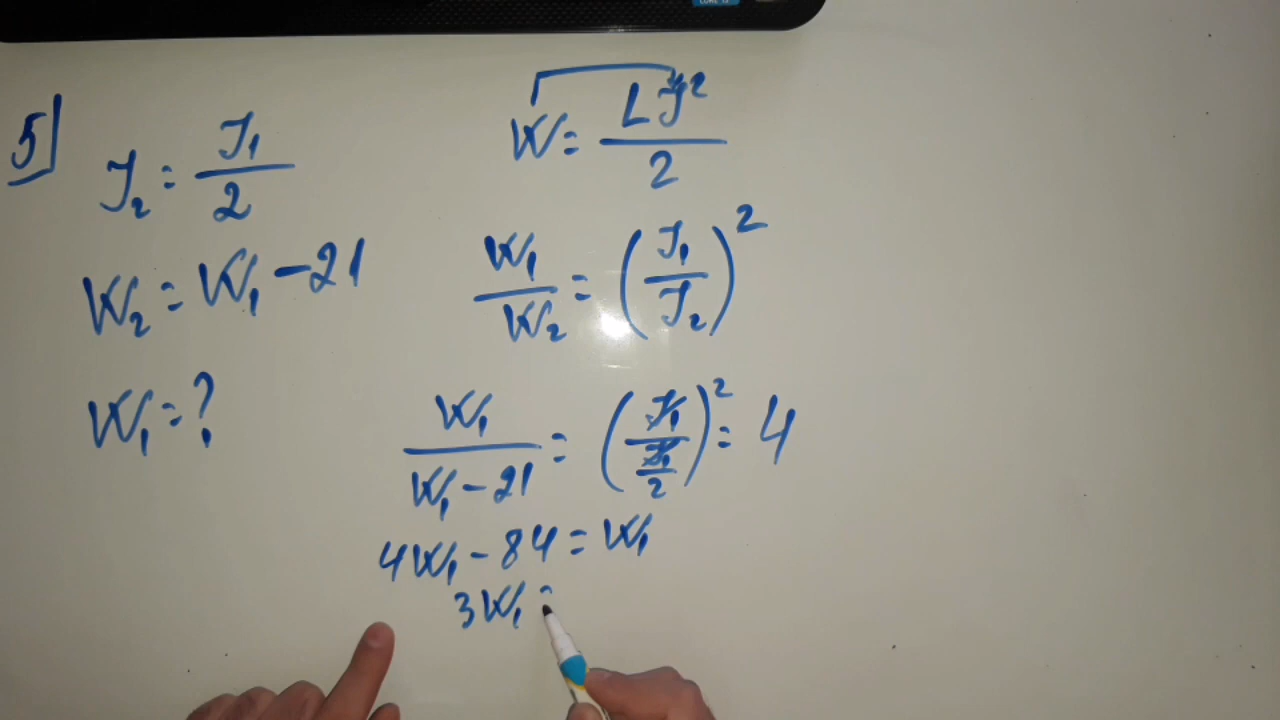 5
J₂ = J₁/2
W₂ = W₁ - 21
W₁ = ?
W = LJ²/2
W₁/W₂ = (J₁/J₂)²
W₁/(W₁ - 21) = (J₁/(J₁/2))² = 4
4W₁ - 84 = W₁
3W₁ =